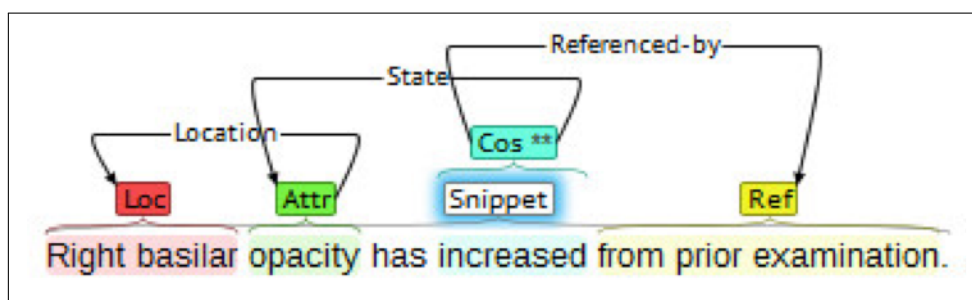 Referenced-by
State
Location
Cos **
Loc Attr Snippet Ref
Right basilar opacity has increased from prior examination.